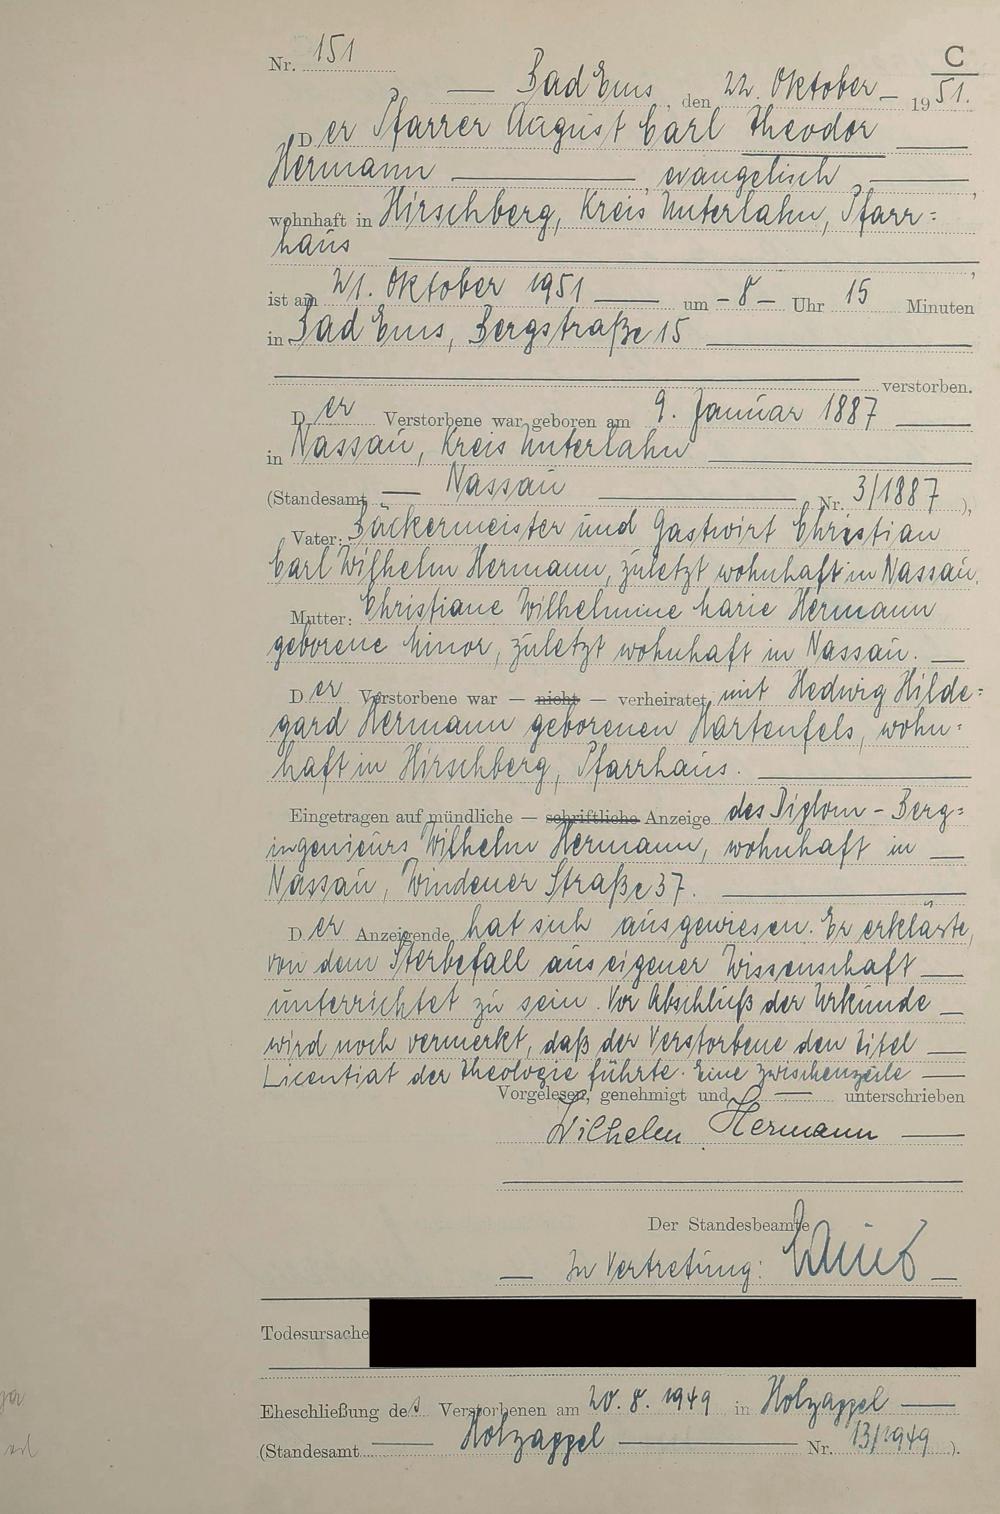 Nr. 151
C
— Bad Ems, den 22. Oktober — 1951.
Der Pfarrer August Carl Theodor
Hermann —, evangelisch —,
wohnhaft in Hirschberg, Kreis Unterlahn, Pfarr=
haus —,
ist am 21. Oktober 1951 — um – 8 – Uhr 15 Minuten
in Bad Ems, Bergstraße 15 —
— verstorben.
Der Verstorbene war geboren am 9. Januar 1887 —
in Nassau, Kreis Unterlahn —
(Standesamt — Nassau — Nr. 3/1887),
Vater: Bäckermeister und Gastwirt Christian
Carl Wilhelm Hermann, zuletzt wohnhaft in Nassau.
Mutter: Christiane Wilhelmine Marie Hermann
geborene Minor, zuletzt wohnhaft in Nassau. —
Der Verstorbene war — nicht — verheiratet mit Hedwig Hilde=
gard Hermann geborenen Hartenfels, wohn=
haft in Hirschberg, Pfarrhaus. —
Eingetragen auf mündliche — schriftliche Anzeige des Diplom – Berg=
ingenieurs Wilhelm Hermann, wohnhaft in —
Nassau, Windener Straße 37. —
Der Anzeigende hat sich ausgewiesen. Er erklärte,
von dem Sterbefall aus eigener Wissenschaft —
unterrichtet zu sein. Vor Abschluß der Urkunde —
wird noch vermerkt, daß der Verstorbene den Titel —
Licentiat der Theologie führte. Eine Zwischenzeile —
Vorgelesen, genehmigt und — unterschrieben
Wilhelm Hermann —
Der Standesbeamte
— In Vertretung: —
Todesursache
Eheschließung des Verstorbenen am 20. 8. 1949 in Holzappel —
(Standesamt — Holzappel — Nr. 13/1949).